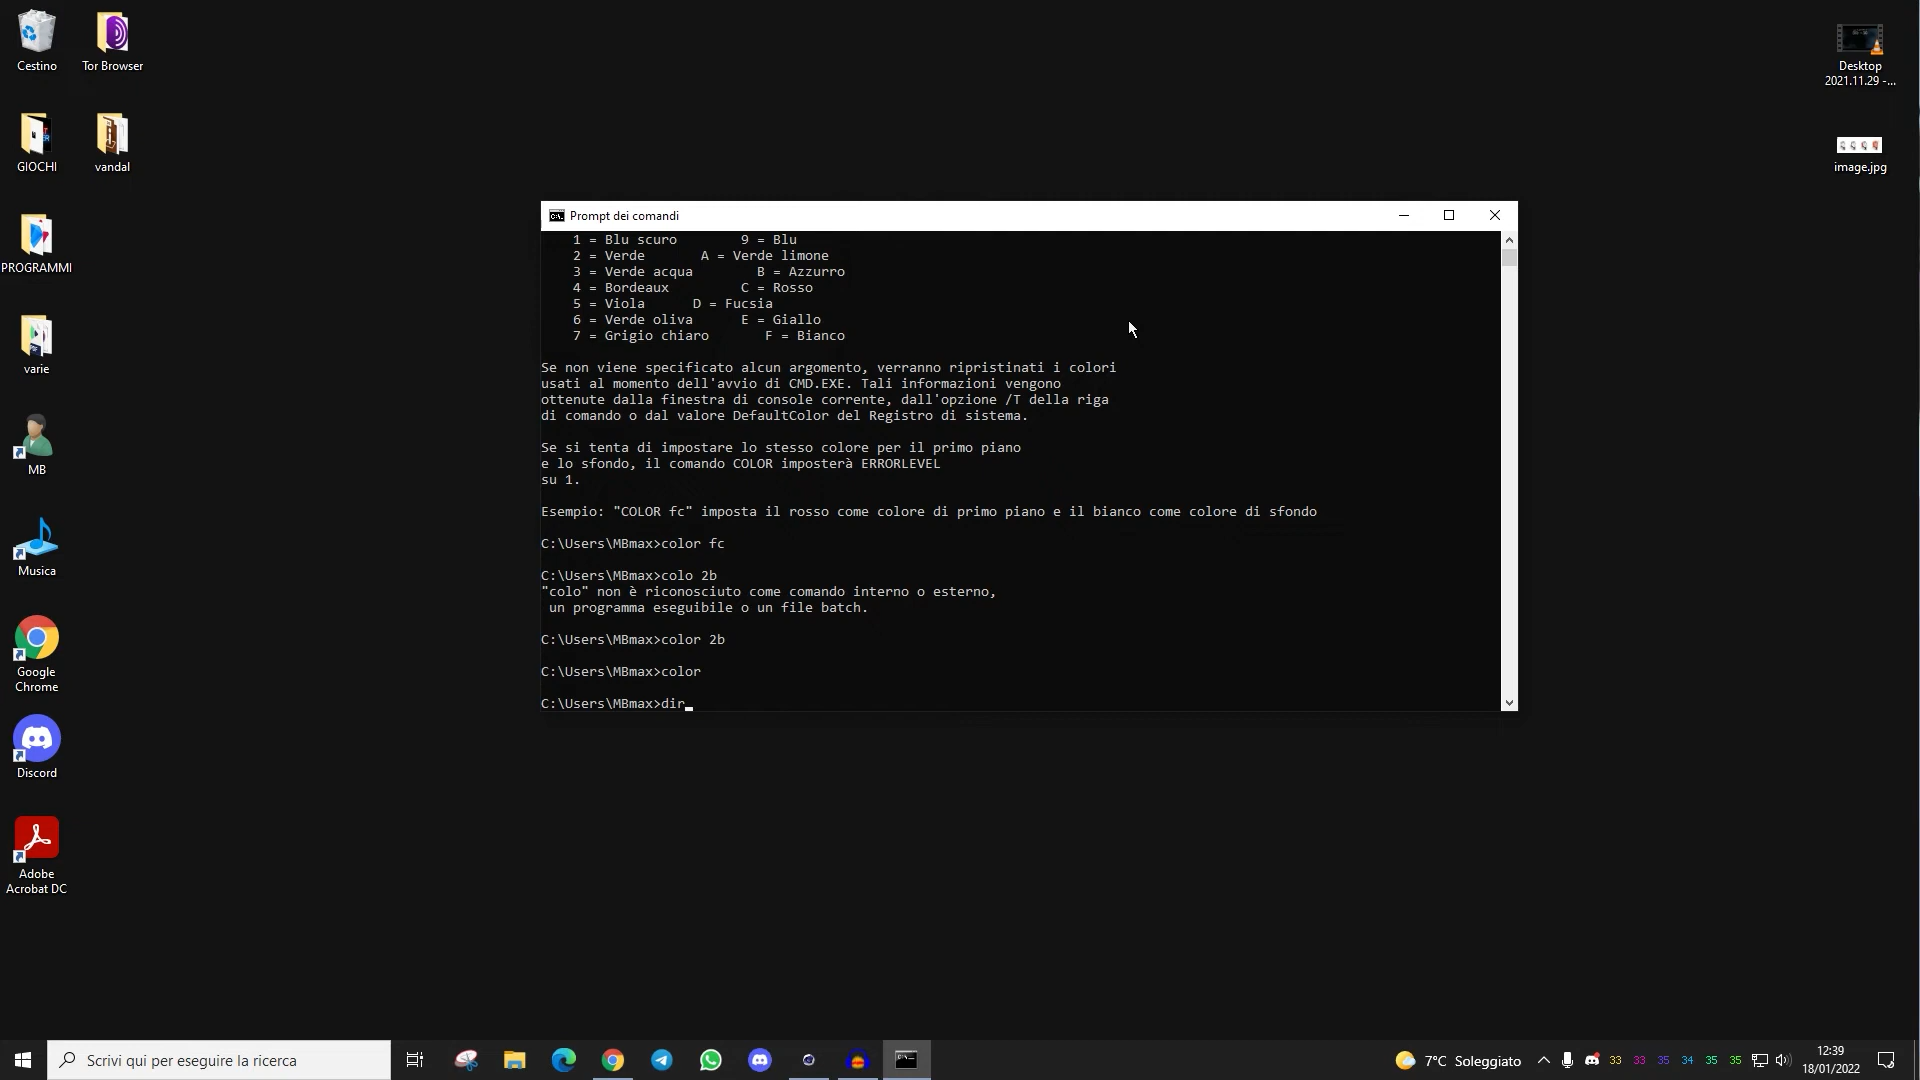 Cestino
Tor Browser
GIOCHI
vandal
PROGRAMMI
varie
MB
Musica
Google
Chrome
Discord
Adobe
Acrobat DC
Desktop
2021.11.29 -...
image.jpg
Prompt dei comandi
1 = Blu scuro        9 = Blu
2 = Verde       A = Verde limone
3 = Verde acqua        B = Azzurro
4 = Bordeaux         C = Rosso
5 = Viola      D = Fucsia
6 = Verde oliva      E = Giallo
7 = Grigio chiaro       F = Bianco
Se non viene specificato alcun argomento, verranno ripristinati i colori
usati al momento dell'avvio di CMD.EXE. Tali informazioni vengono
ottenute dalla finestra di console corrente, dall'opzione /T della riga
di comando o dal valore DefaultColor del Registro di sistema.
Se si tenta di impostare lo stesso colore per il primo piano
e lo sfondo, il comando COLOR imposterà ERRORLEVEL
su 1.
Esempio: "COLOR fc" imposta il rosso come colore di primo piano e il bianco come colore di sfondo
C:\Users\MBmax>color fc
C:\Users\MBmax>colo 2b
"colo" non è riconosciuto come comando interno o esterno,
un programma eseguibile o un file batch.
C:\Users\MBmax>color 2b
C:\Users\MBmax>color
C:\Users\MBmax>dir_
Scrivi qui per eseguire la ricerca
7°C Soleggiato
33 33 35 34 35 35
12:39
18/01/2022